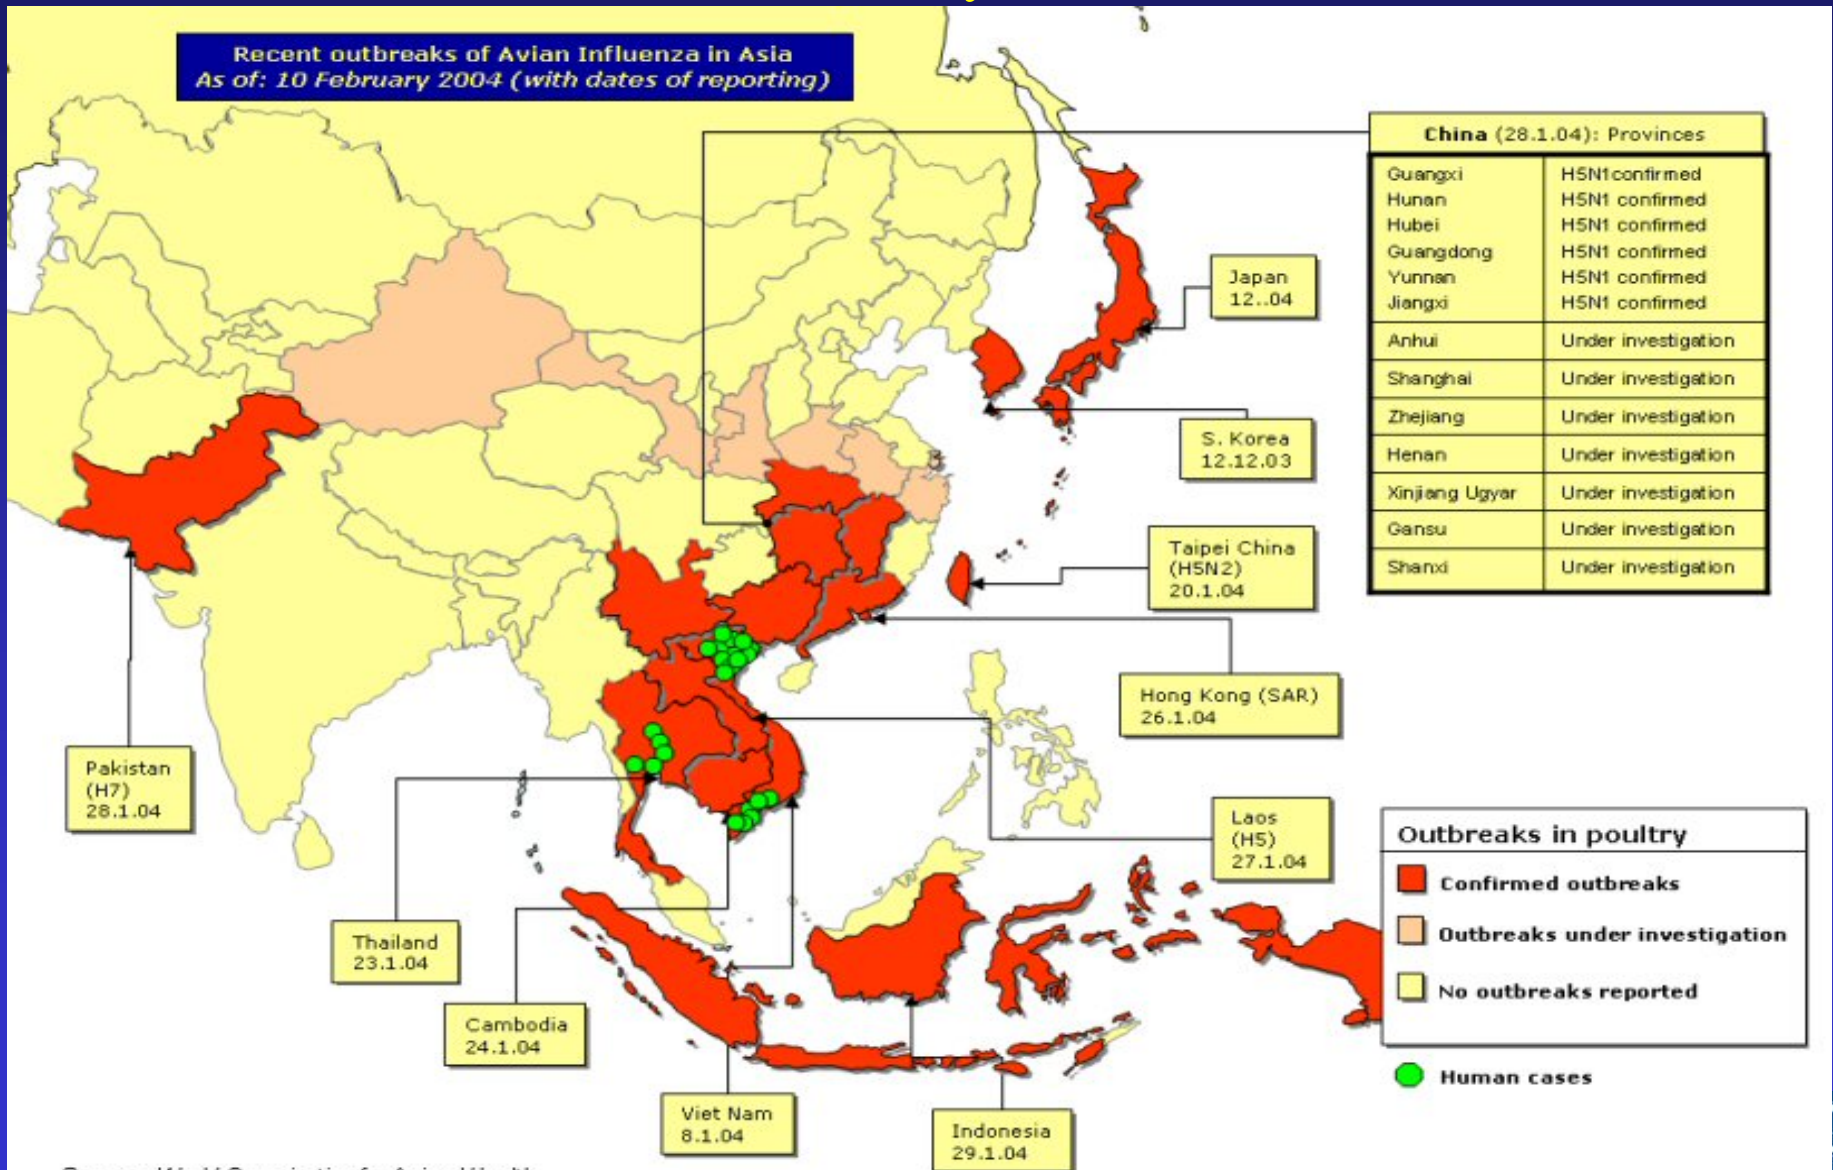 Recent outbreaks of Avian Influenza in Asia
As of: 10 February 2004 (with dates of reporting)
China (28.1.04): Provinces
Guangxi H5N1confirmed
Hunan H5N1 confirmed
Hubei H5N1 confirmed
Guangdong H5N1 confirmed
Yunnan H5N1 confirmed
Jiangxi H5N1 confirmed
Anhui Under investigation
Shanghai Under investigation
Zhejiang Under investigation
Henan Under investigation
Xinjiang Ugyar Under investigation
Gansu Under investigation
Shanxi Under investigation
Japan
12..04
S. Korea
12.12.03
Taipei China
(H5N2)
20.1.04
Hong Kong (SAR)
26.1.04
Pakistan
(H7)
28.1.04
Laos
(H5)
27.1.04
Thailand
23.1.04
Cambodia
24.1.04
Viet Nam
8.1.04
Indonesia
29.1.04
Outbreaks in poultry
Confirmed outbreaks
Outbreaks under investigation
No outbreaks reported
Human cases